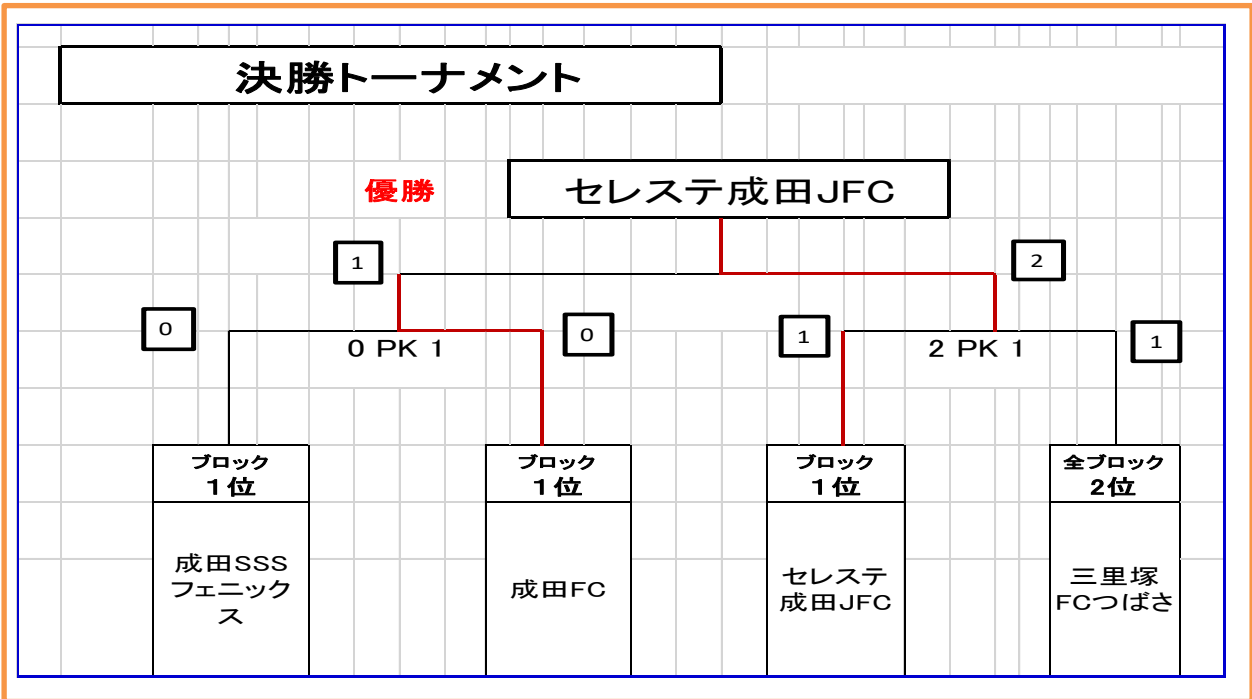 決勝トーナメント
優勝
セレステ成田JFC
1
2
0
0
1
1
0 PK 1
2 PK 1
ブロック
1位
ブロック
1位
ブロック
1位
全ブロック
2位
成田SSS
フェニック
ス
成田FC
セレステ
成田JFC
三里塚
FCつばさ